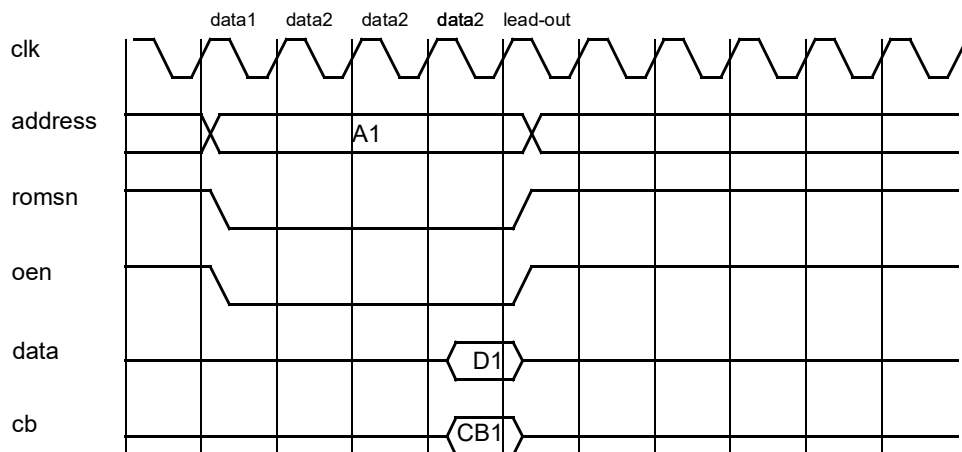 data1 data2 data2 data2 lead-out
clk
address
A1
romsn
oen
data
D1
cb
CB1